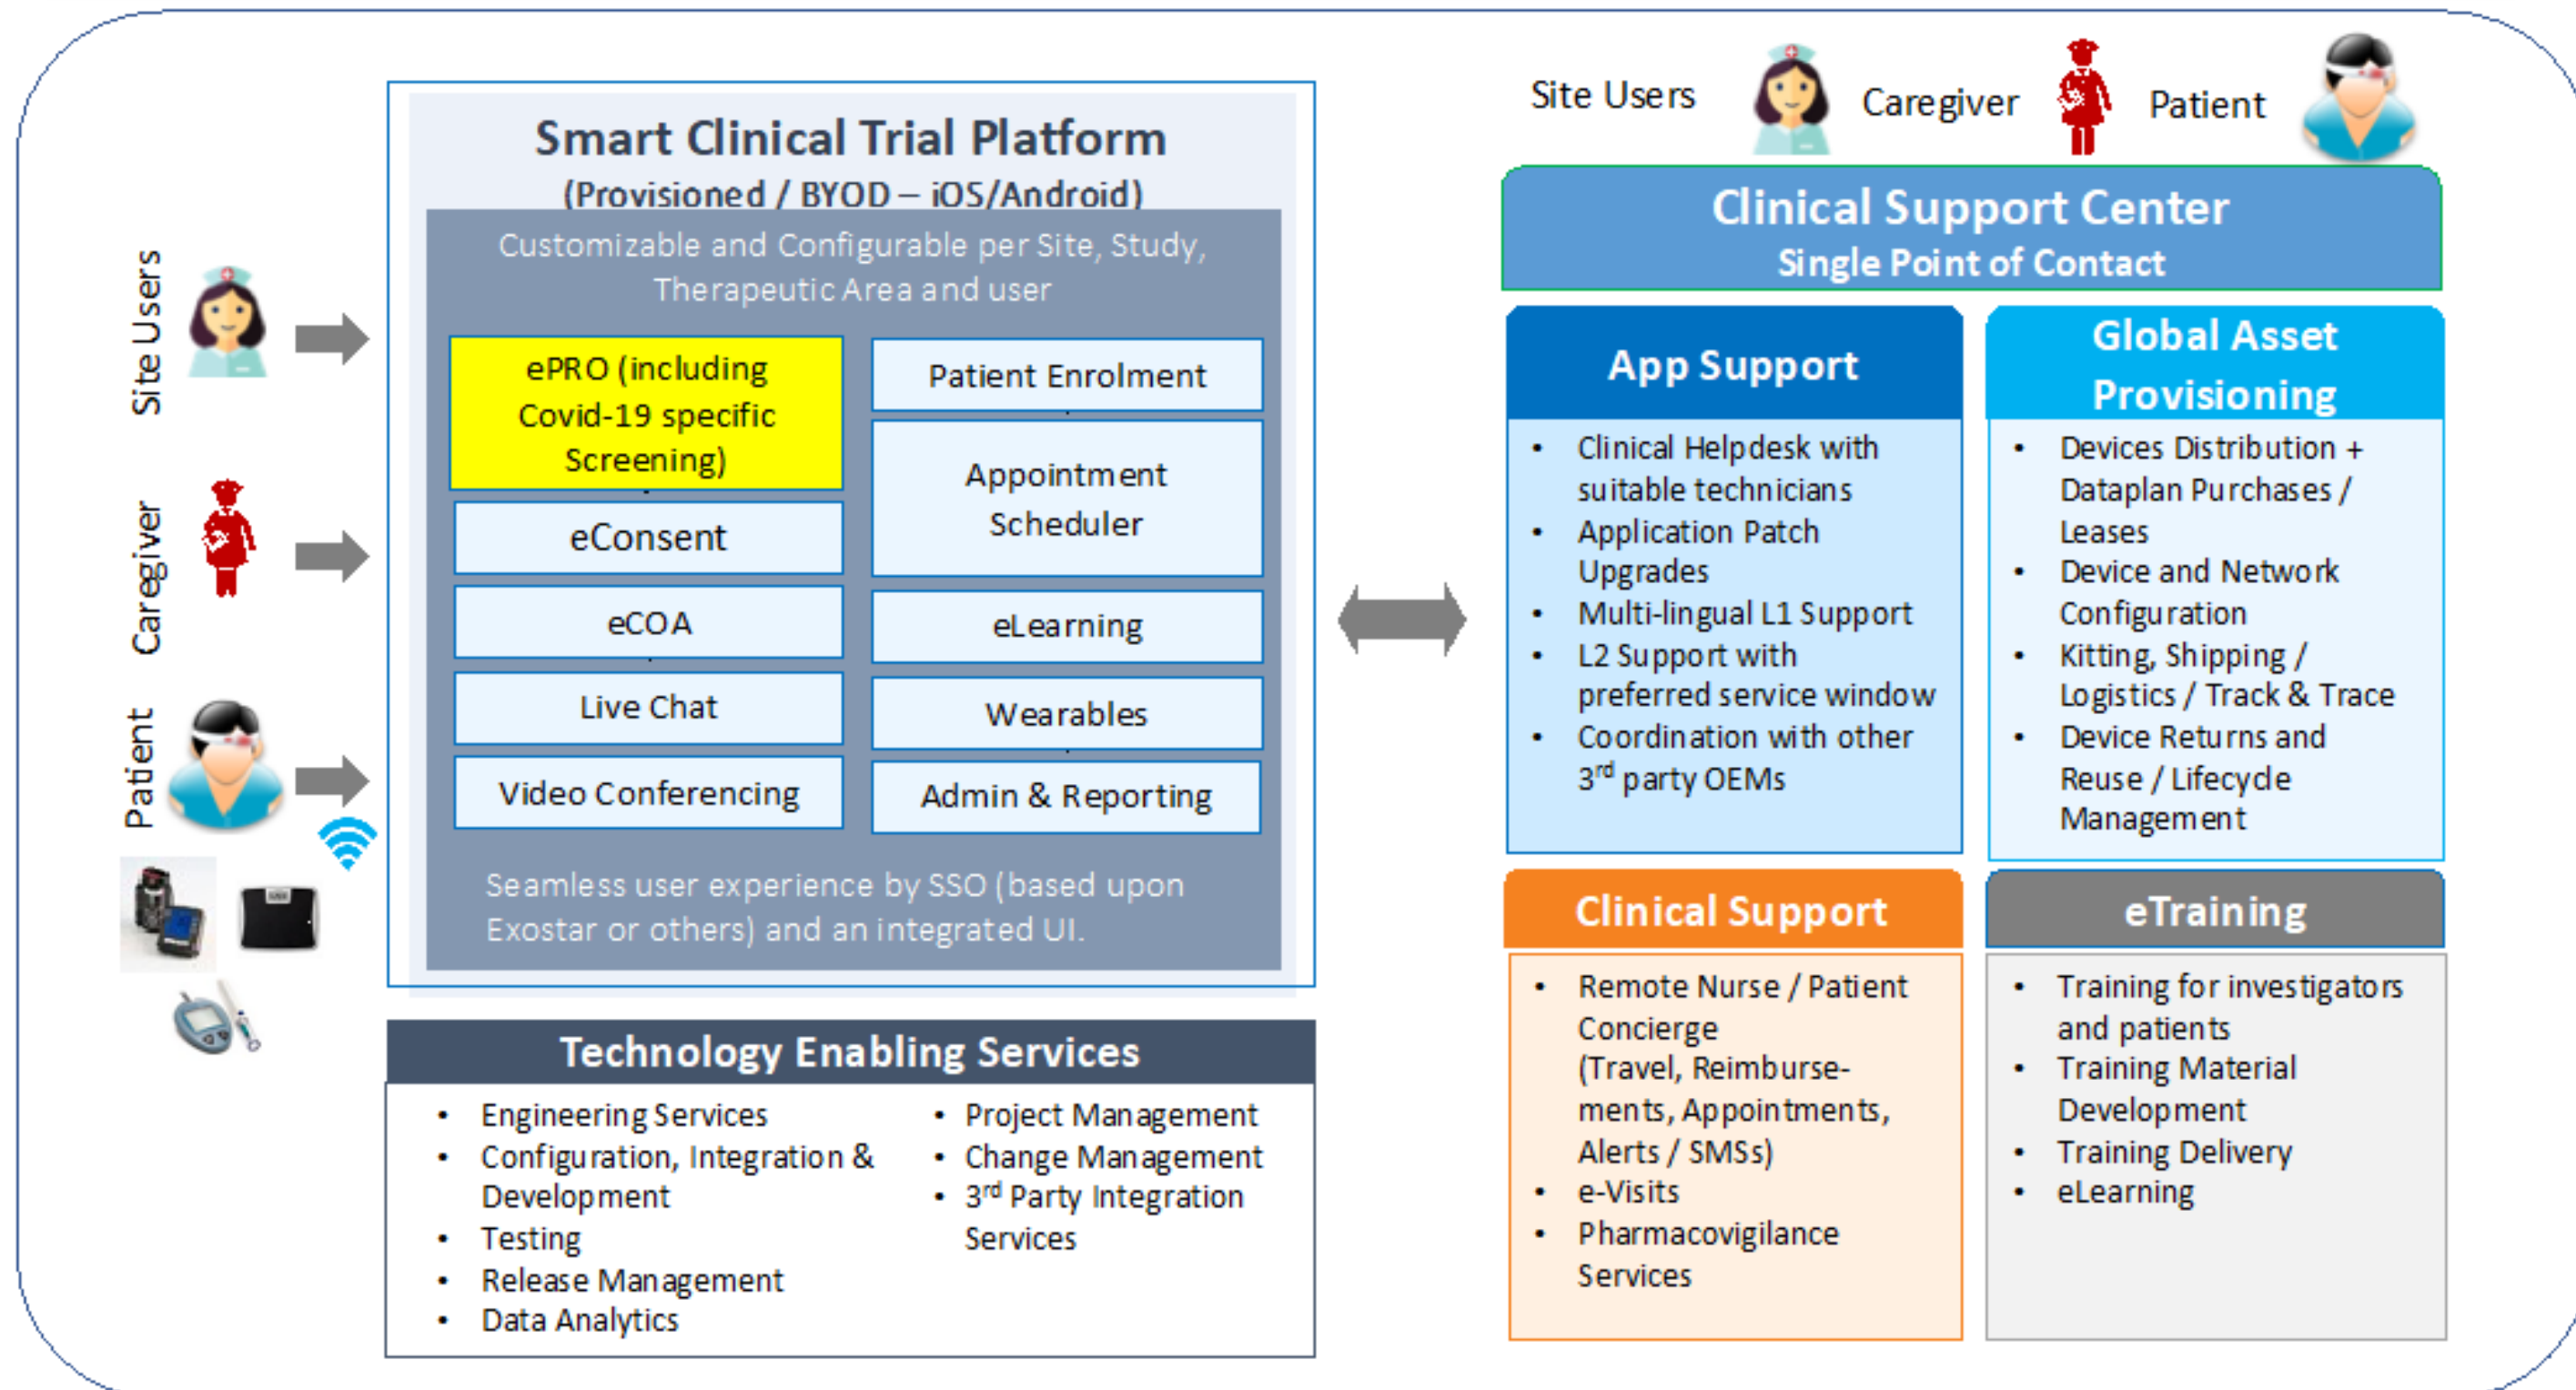 Site Users
Caregiver
Patient
Smart Clinical Trial Platform
(Provisioned / BYOD – iOS/Android)
Customizable and Configurable per Site, Study,
Therapeutic Area and user
ePRO (including
Covid-19 specific
Screening)
eConsent
eCOA
Live Chat
Video Conferencing
Patient Enrolment
Appointment
Scheduler
eLearning
Wearables
Admin & Reporting
Seamless user experience by SSO (based upon
Exostar or others) and an integrated UI.
Technology Enabling Services
• Engineering Services
• Configuration, Integration &
Development
• Testing
• Release Management
• Data Analytics
• Project Management
• Change Management
• 3rd Party Integration
Services
Site Users
Caregiver
Patient
Clinical Support Center
Single Point of Contact
App Support
• Clinical Helpdesk with
suitable technicians
• Application Patch
Upgrades
• Multi-lingual L1 Support
• L2 Support with
preferred service window
• Coordination with other
3rd party OEMs
Global Asset
Provisioning
• Devices Distribution +
Dataplan Purchases /
Leases
• Device and Network
Configuration
• Kitting, Shipping /
Logistics / Track & Trace
• Device Returns and
Reuse / Lifecycle
Management
Clinical Support
• Remote Nurse / Patient
Concierge
(Travel, Reimburse-
ments, Appointments,
Alerts / SMSs)
• e-Visits
• Pharmacovigilance
Services
eTraining
• Training for investigators
and patients
• Training Material
Development
• Training Delivery
• eLearning